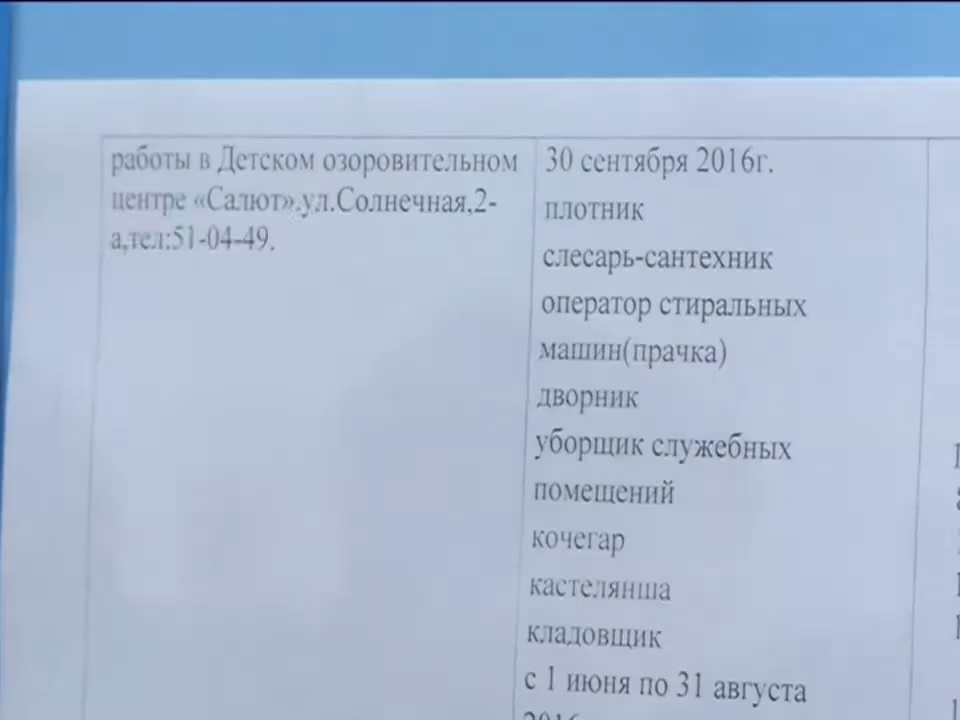 работы в Детском озоровительном
центре «Салют».ул.Солнечная,2-
а,тел:51-04-49.
30 сентября 2016г.
плотник
слесарь-сантехник
оператор стиральных
машин(прачка)
дворник
уборщик служебных
помещений
кочегар
кастелянша
кладовщик
с 1 июня по 31 августа